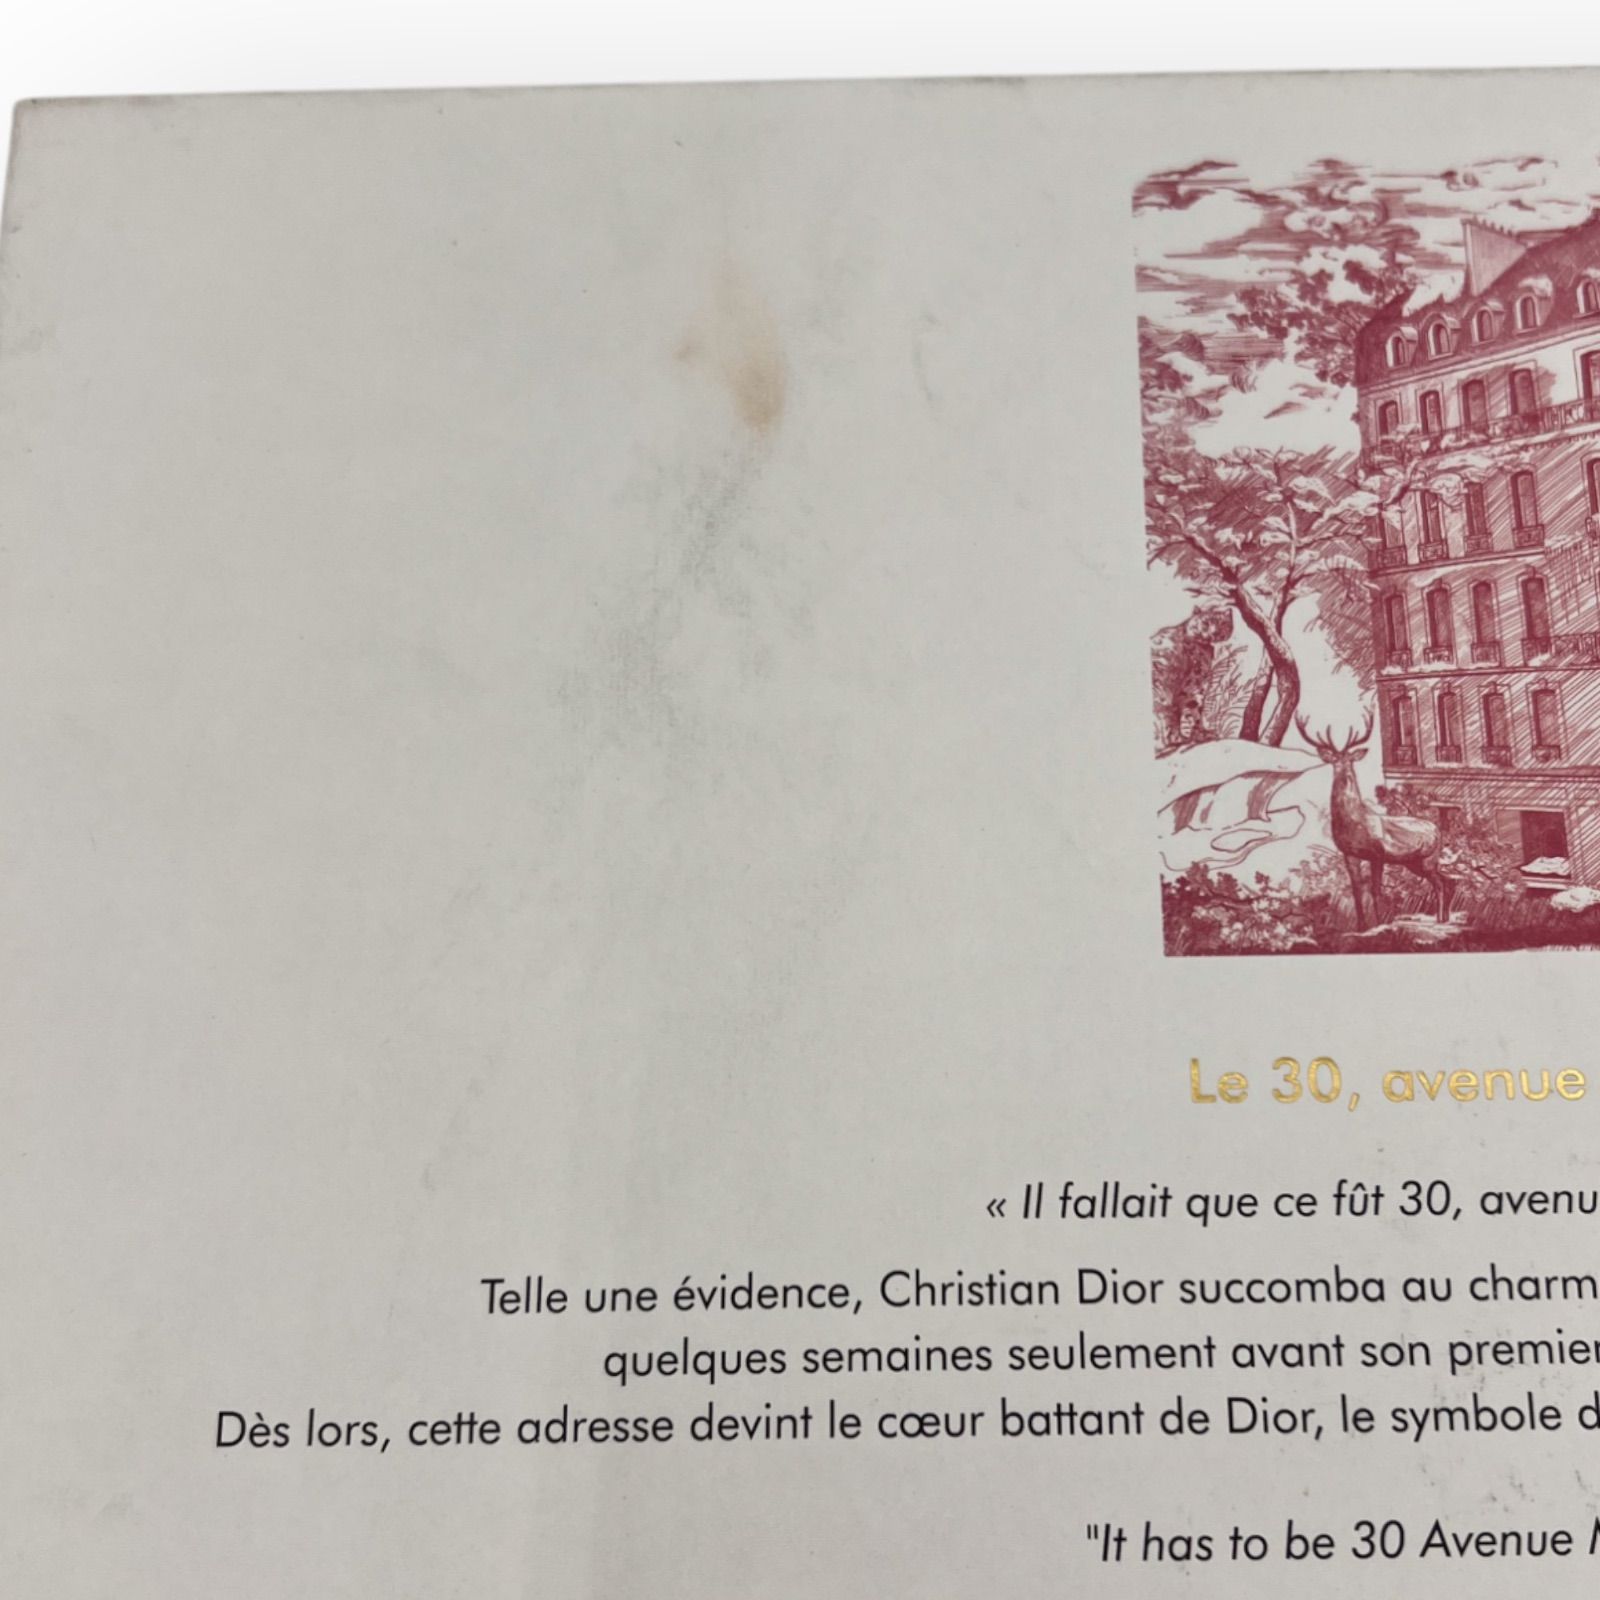 Le 30, avenue
« Il fallait que ce fût 30, avenu
Telle une évidence, Christian Dior succomba au charm
quelques semaines seulement avant son premier
Dès lors, cette adresse devint le cœur battant de Dior, le symbole d
"It has to be 30 Avenue M